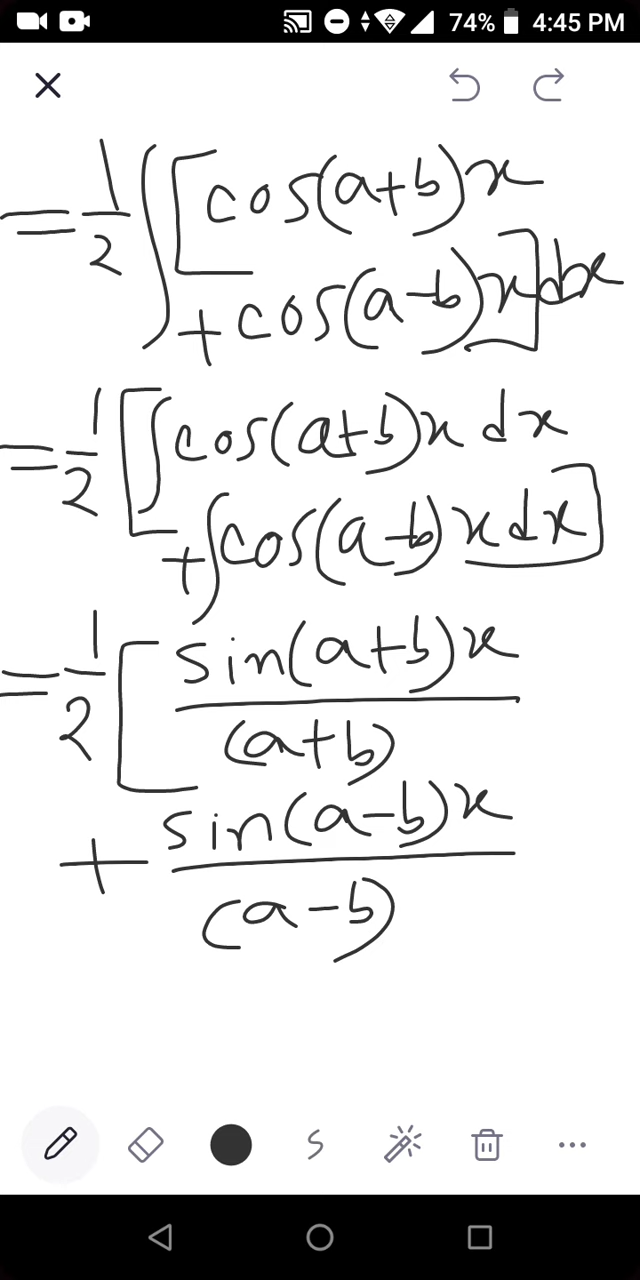 74% 4:45 PM
= 1/2 ∫ [cos(a+b)x
+ cos(a-b)x] dx
= 1/2 [∫cos(a+b)x dx
+ ∫cos(a-b)x dx]
= 1/2 [ sin(a+b)x / (a+b)
+ sin(a-b)x / (a-b)